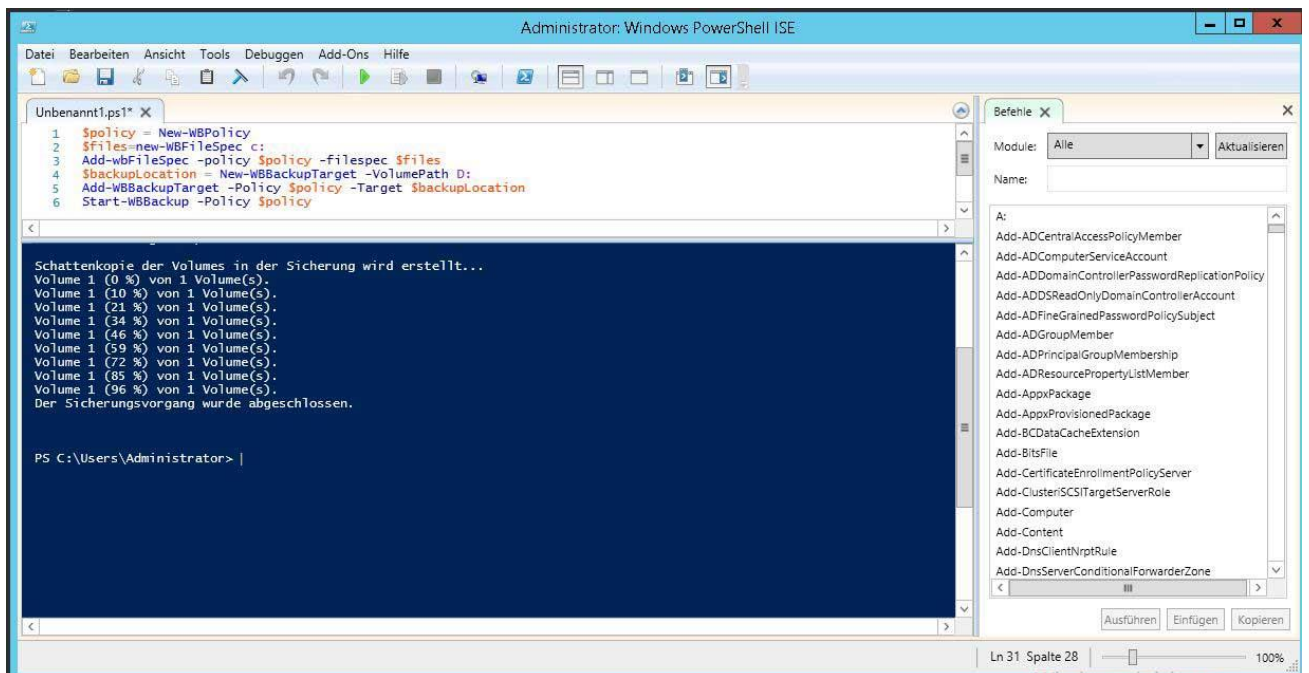 Administrator: Windows PowerShell ISE
Datei Bearbeiten Ansicht Tools Debuggen Add-Ons Hilfe
Unbenannt1.ps1*
1 $policy = New-WBPolicy
2 $files=new-WBFileSpec c:
3 Add-wbFileSpec -policy $policy -filespec $files
4 $backupLocation = New-WBBackupTarget -VolumePath D:
5 Add-WBBackupTarget -Policy $policy -Target $backupLocation
6 Start-WBBackup -Policy $policy
Schattenkopie der Volumes in der Sicherung wird erstellt...
Volume 1 (0 %) von 1 Volume(s).
Volume 1 (10 %) von 1 Volume(s).
Volume 1 (21 %) von 1 Volume(s).
Volume 1 (34 %) von 1 Volume(s).
Volume 1 (46 %) von 1 Volume(s).
Volume 1 (59 %) von 1 Volume(s).
Volume 1 (72 %) von 1 Volume(s).
Volume 1 (85 %) von 1 Volume(s).
Volume 1 (96 %) von 1 Volume(s).
Der Sicherungsvorgang wurde abgeschlossen.
PS C:\Users\Administrator>
Befehle
Module: Alle Aktualisieren
Name:
A:
Add-ADCentralAccessPolicyMember
Add-ADComputerServiceAccount
Add-ADDomainControllerPasswordReplicationPolicy
Add-ADDSReadOnlyDomainControllerAccount
Add-ADFineGrainedPasswordPolicySubject
Add-ADGroupMember
Add-ADPrincipalGroupMembership
Add-ADResourcePropertyListMember
Add-AppxPackage
Add-AppxProvisionedPackage
Add-BCDataCacheExtension
Add-BitsFile
Add-CertificateEnrollmentPolicyServer
Add-ClusteriSCSITargetServerRole
Add-Computer
Add-Content
Add-DnsClientNrptRule
Add-DnsServerConditionalForwarderZone
Ausführen Einfügen Kopieren
Ln 31 Spalte 28 100%